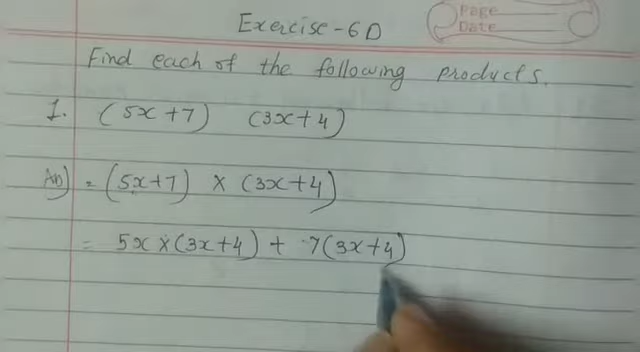 Page
Date
Exercise - 6D
Find each of the following products.
1. (5x+7) (3x+4)
Ans) = (5x+7) × (3x+4)
= 5x × (3x+4) + 7(3x+4)